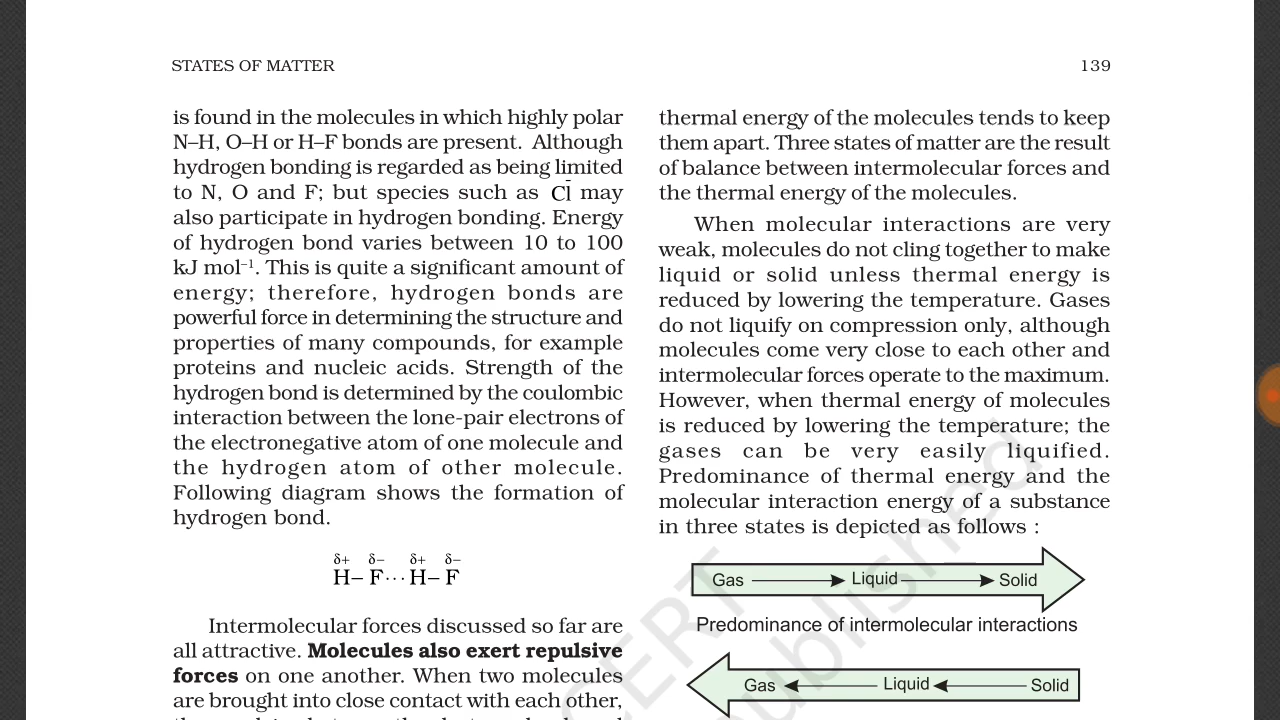 STATES OF MATTER
139
is found in the molecules in which highly polar
N–H, O–H or H–F bonds are present. Although
hydrogen bonding is regarded as being limited
to N, O and F; but species such as Cl̄ may
also participate in hydrogen bonding. Energy
of hydrogen bond varies between 10 to 100
kJ mol⁻¹. This is quite a significant amount of
energy; therefore, hydrogen bonds are
powerful force in determining the structure and
properties of many compounds, for example
proteins and nucleic acids. Strength of the
hydrogen bond is determined by the coulombic
interaction between the lone-pair electrons of
the electronegative atom of one molecule and
the hydrogen atom of other molecule.
Following diagram shows the formation of
hydrogen bond.
δ+ δ– δ+ δ–
H– F··· H– F
Intermolecular forces discussed so far are
all attractive. Molecules also exert repulsive
forces on one another. When two molecules
are brought into close contact with each other,
thermal energy of the molecules tends to keep
them apart. Three states of matter are the result
of balance between intermolecular forces and
the thermal energy of the molecules.
When molecular interactions are very
weak, molecules do not cling together to make
liquid or solid unless thermal energy is
reduced by lowering the temperature. Gases
do not liquify on compression only, although
molecules come very close to each other and
intermolecular forces operate to the maximum.
However, when thermal energy of molecules
is reduced by lowering the temperature; the
gases can be very easily liquified.
Predominance of thermal energy and the
molecular interaction energy of a substance
in three states is depicted as follows :
Gas Liquid Solid
Predominance of intermolecular interactions
Gas Liquid Solid